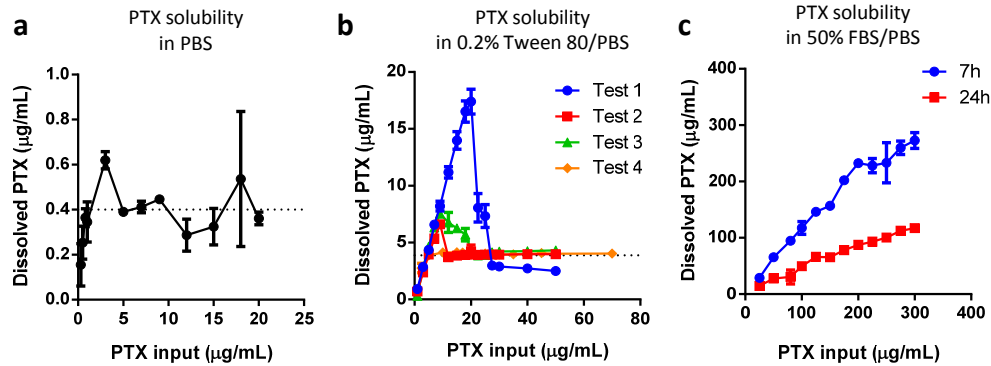 a
PTX solubility
in PBS
Dissolved PTX (μg/mL)
1.0
0.8
0.6
0.4
0.2
0.0
0
5
10
15
20
25
PTX input (μg/mL)
b
PTX solubility
in 0.2% Tween 80/PBS
Dissolved PTX (μg/mL)
20
15
10
5
0
0
20
40
60
80
PTX input (μg/mL)
Test 1
Test 2
Test 3
Test 4
c
PTX solubility
in 50% FBS/PBS
Dissolved PTX (μg/mL)
400
300
200
100
0
0
100
200
300
400
PTX input (μg/mL)
7h
24h